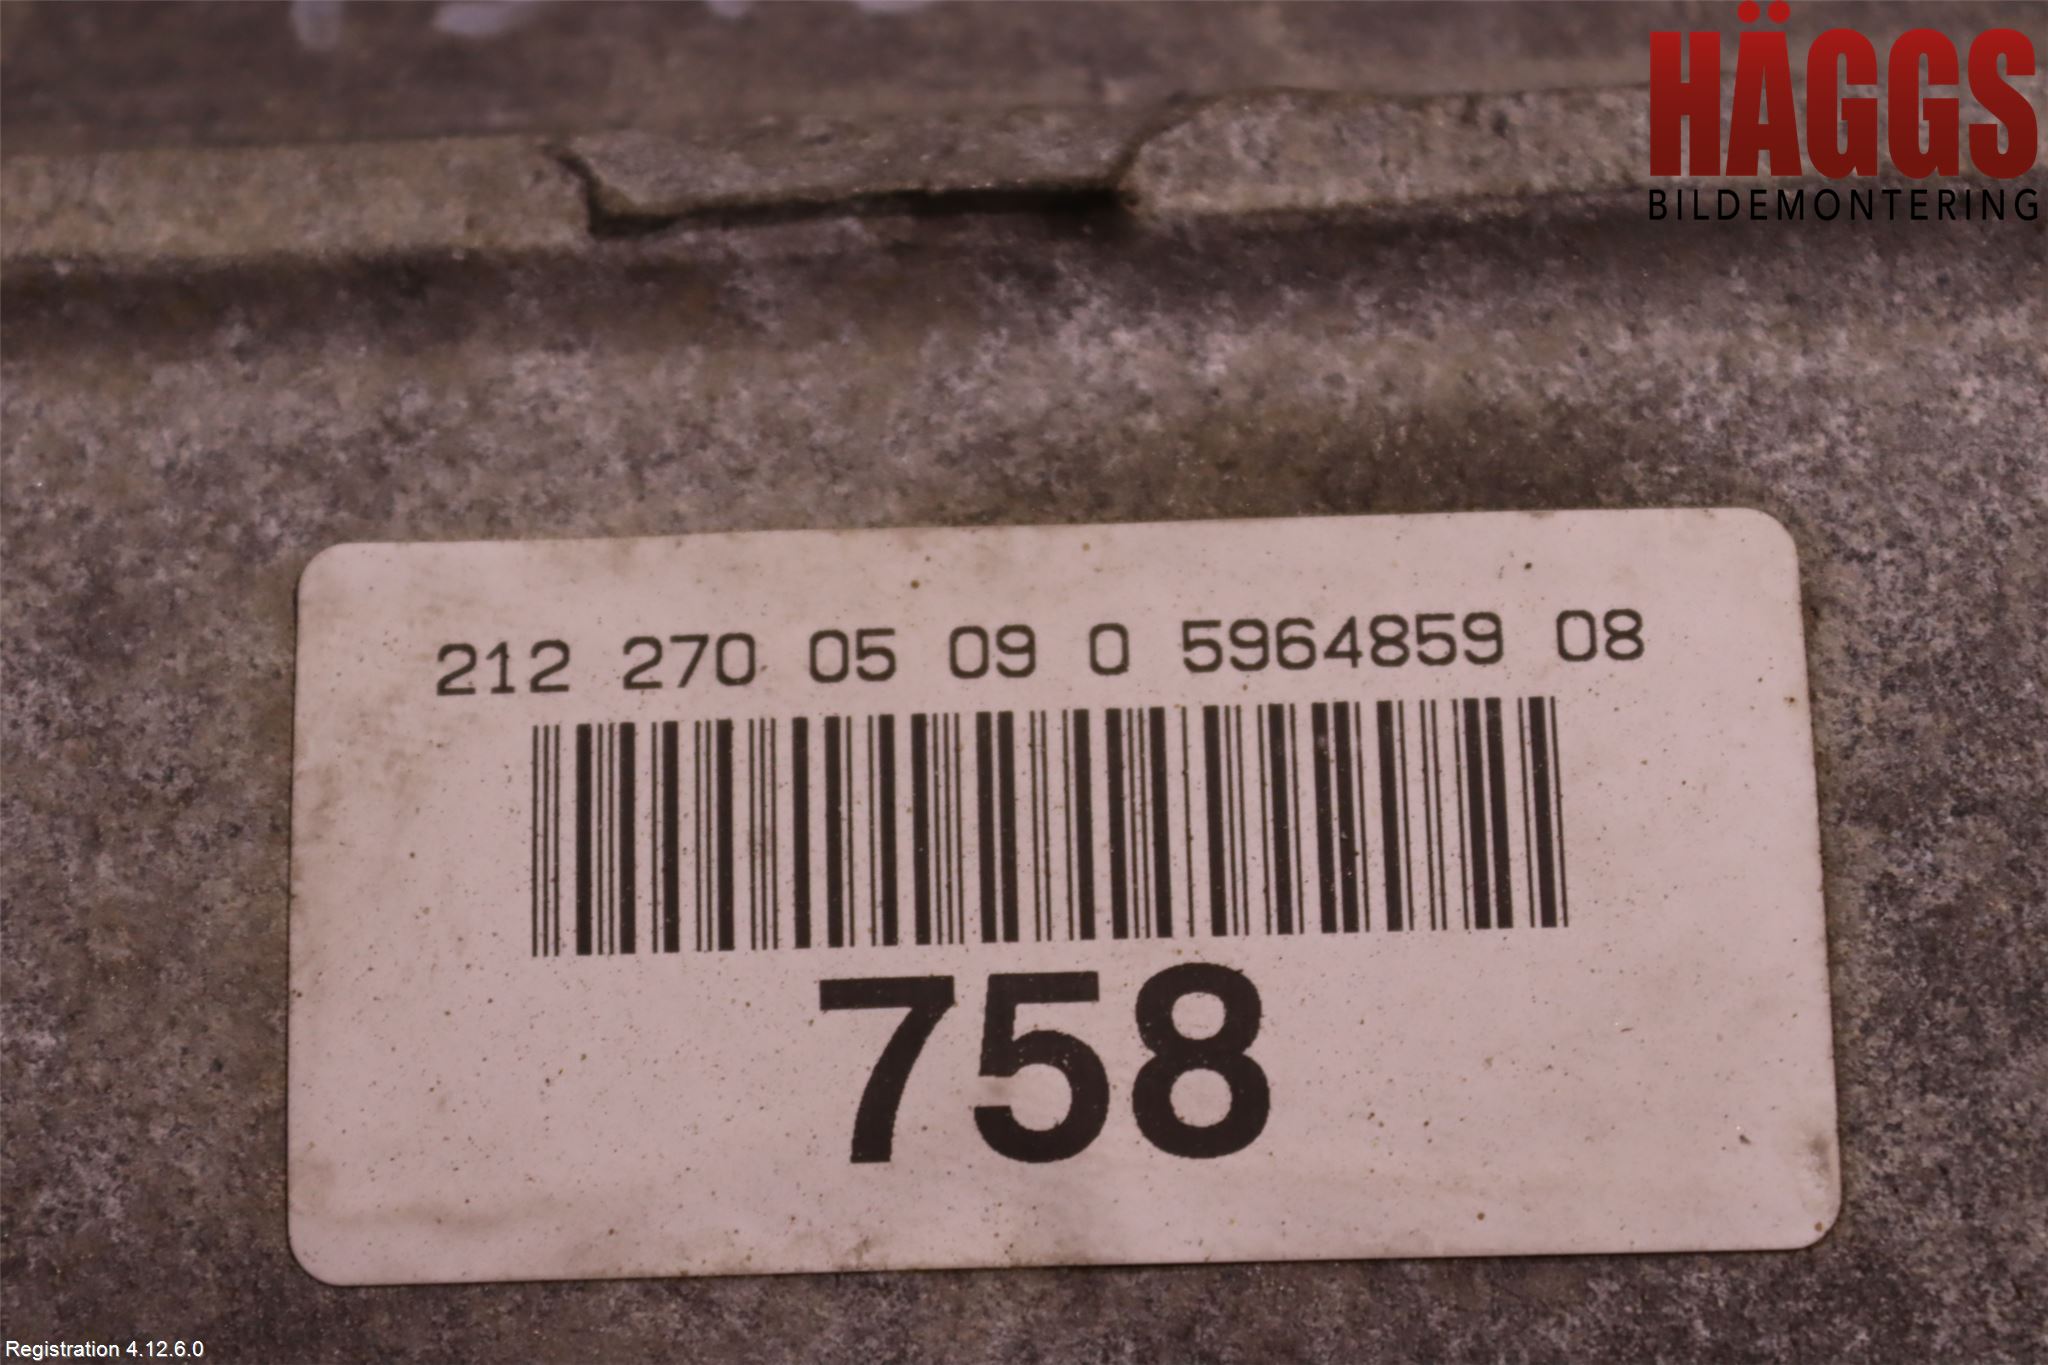 HÄGGS
BILDEMONTERING
212 270 05 09 0 5964859 08
758
Registration 4.12.6.0